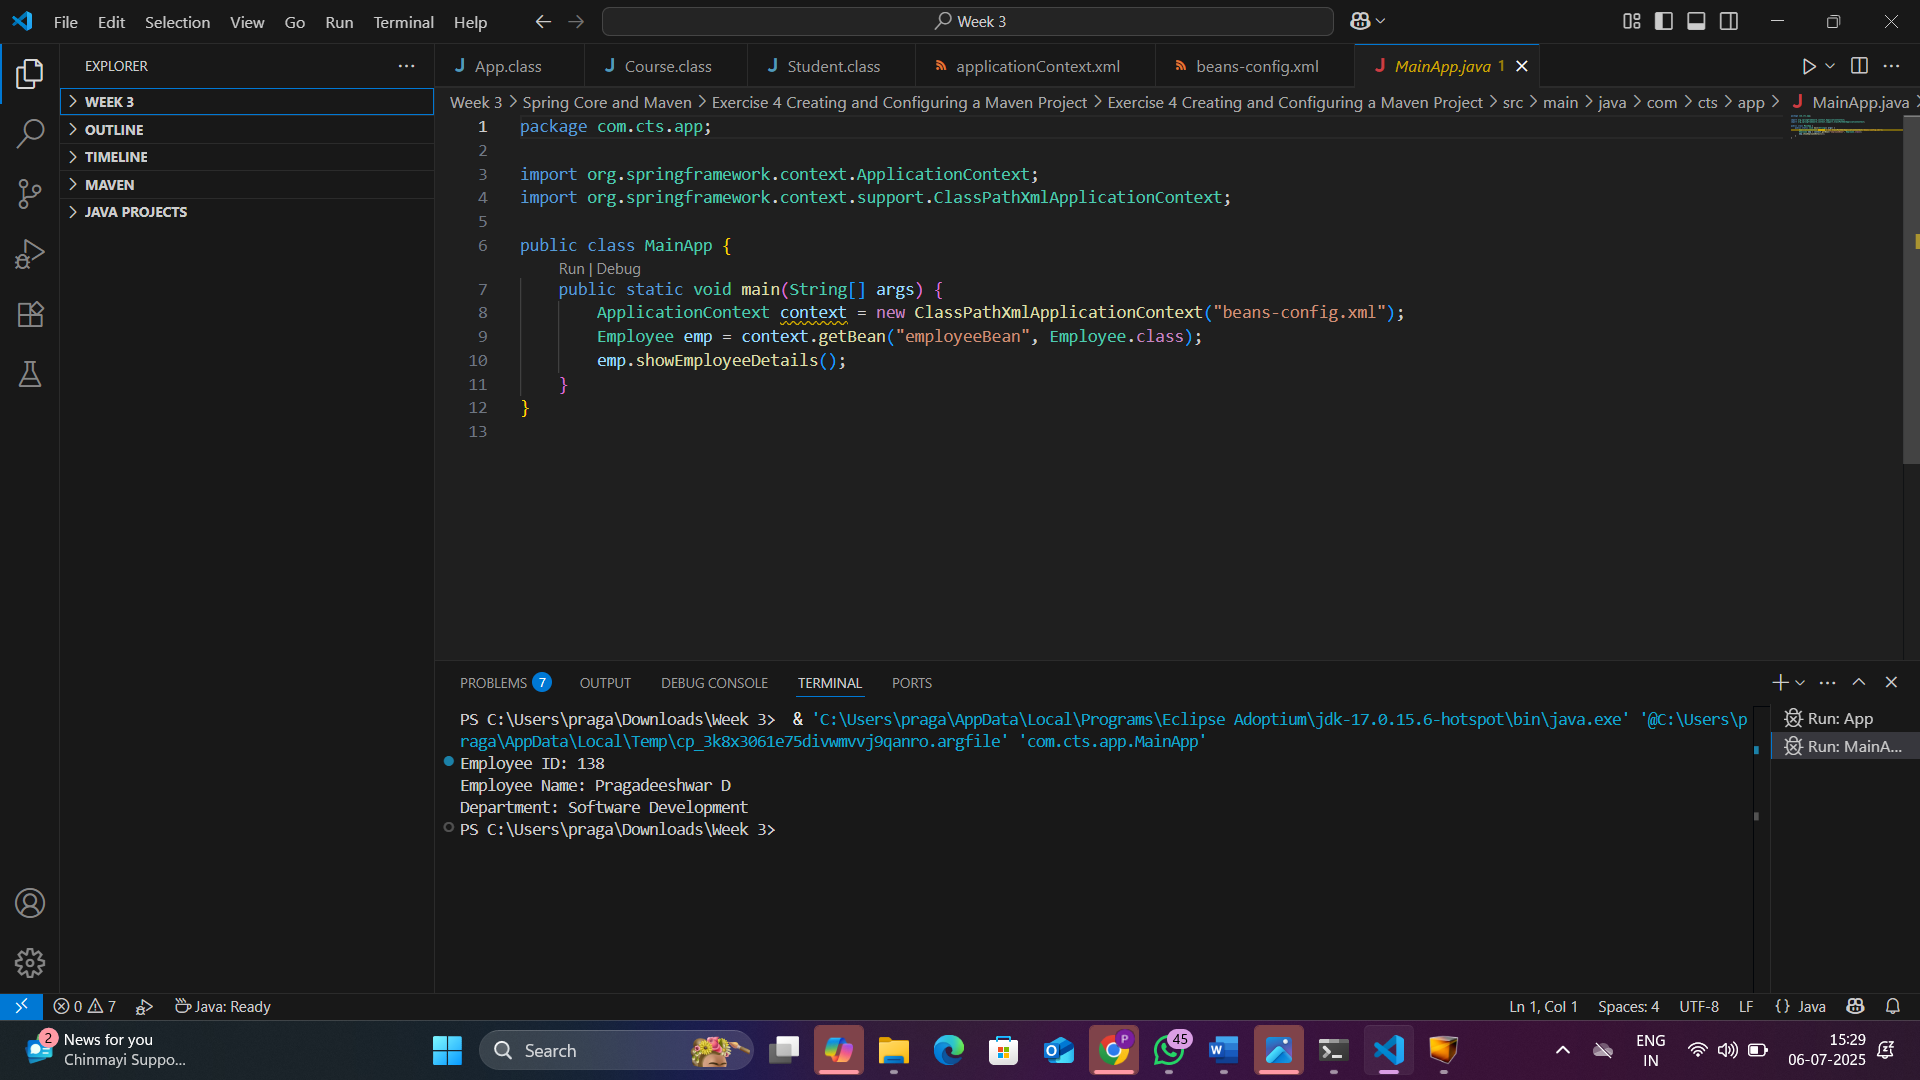 File Edit Selection View Go Run Terminal Help
Week 3
EXPLORER
WEEK 3
OUTLINE
TIMELINE
MAVEN
JAVA PROJECTS
J App.class J Course.class J Student.class applicationContext.xml beans-config.xml J MainApp.java 1
Week 3 > Spring Core and Maven > Exercise 4 Creating and Configuring a Maven Project > Exercise 4 Creating and Configuring a Maven Project > src > main > java > com > cts > app > J MainApp.java >
1 package com.cts.app;
2
3 import org.springframework.context.ApplicationContext;
4 import org.springframework.context.support.ClassPathXmlApplicationContext;
5
6 public class MainApp {
Run | Debug
7 public static void main(String[] args) {
8 ApplicationContext context = new ClassPathXmlApplicationContext("beans-config.xml");
9 Employee emp = context.getBean("employeeBean", Employee.class);
10 emp.showEmployeeDetails();
11 }
12 }
13
PROBLEMS 7 OUTPUT DEBUG CONSOLE TERMINAL PORTS
PS C:\Users\praga\Downloads\Week 3> & 'C:\Users\praga\AppData\Local\Programs\Eclipse Adoptium\jdk-17.0.15.6-hotspot\bin\java.exe' '@C:\Users\p
raga\AppData\Local\Temp\cp_3k8x3061e75divwmvvj9qanro.argfile' 'com.cts.app.MainApp'
Employee ID: 138
Employee Name: Pragadeeshwar D
Department: Software Development
PS C:\Users\praga\Downloads\Week 3>
Run: App
Run: MainA...
0 7 Java: Ready
Ln 1, Col 1 Spaces: 4 UTF-8 LF {} Java
2
News for you
Chinmayi Suppo...
Search
P
45
ENG
IN
15:29
06-07-2025